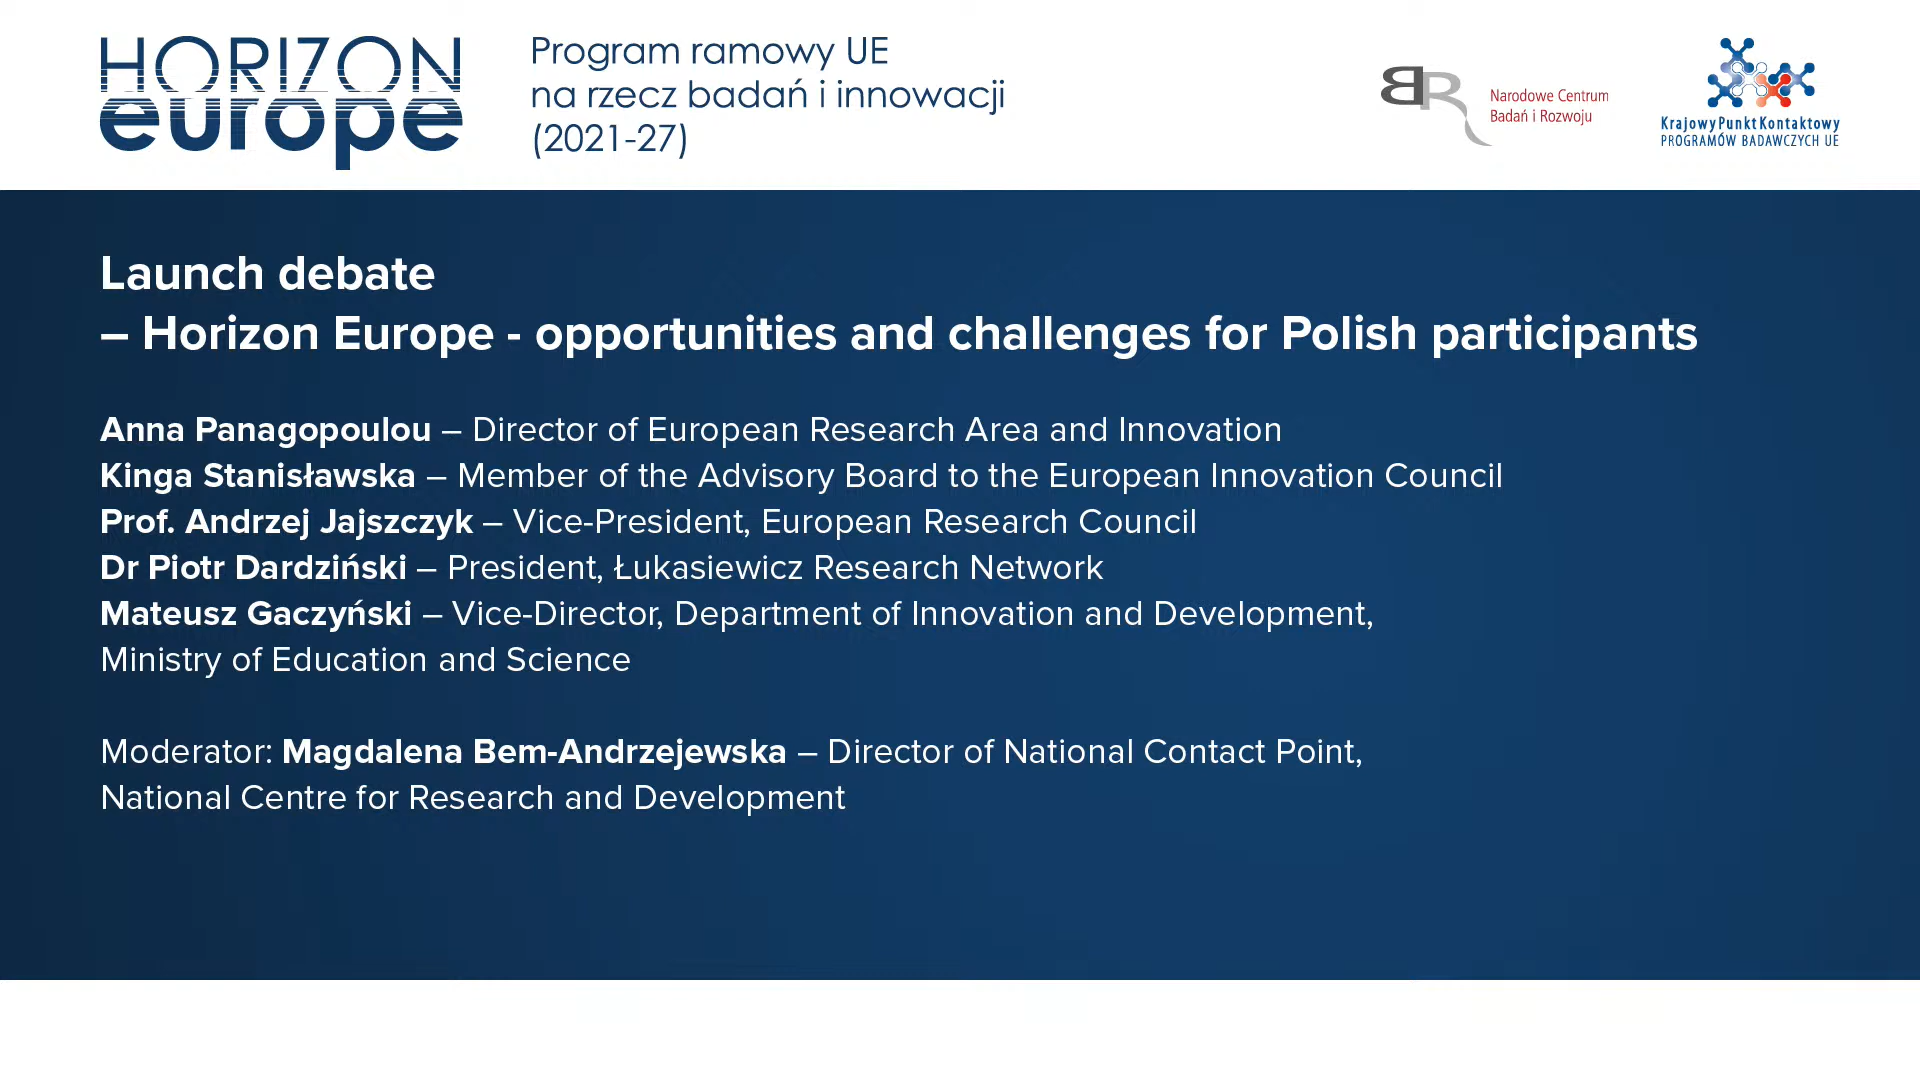 HORIZON
europe
Program ramowy UE
na rzecz badań i innowacji
(2021-27)
BR
Narodowe Centrum
Badań i Rozwoju
Krajowy Punkt Kontaktowy
PROGRAMÓW BADAWCZYCH UE
Launch debate
– Horizon Europe - opportunities and challenges for Polish participants
Anna Panagopoulou – Director of European Research Area and Innovation
Kinga Stanisławska – Member of the Advisory Board to the European Innovation Council
Prof. Andrzej Jajszczyk – Vice-President, European Research Council
Dr Piotr Dardziński – President, Łukasiewicz Research Network
Mateusz Gaczyński – Vice-Director, Department of Innovation and Development,
Ministry of Education and Science
Moderator: Magdalena Bem-Andrzejewska – Director of National Contact Point,
National Centre for Research and Development